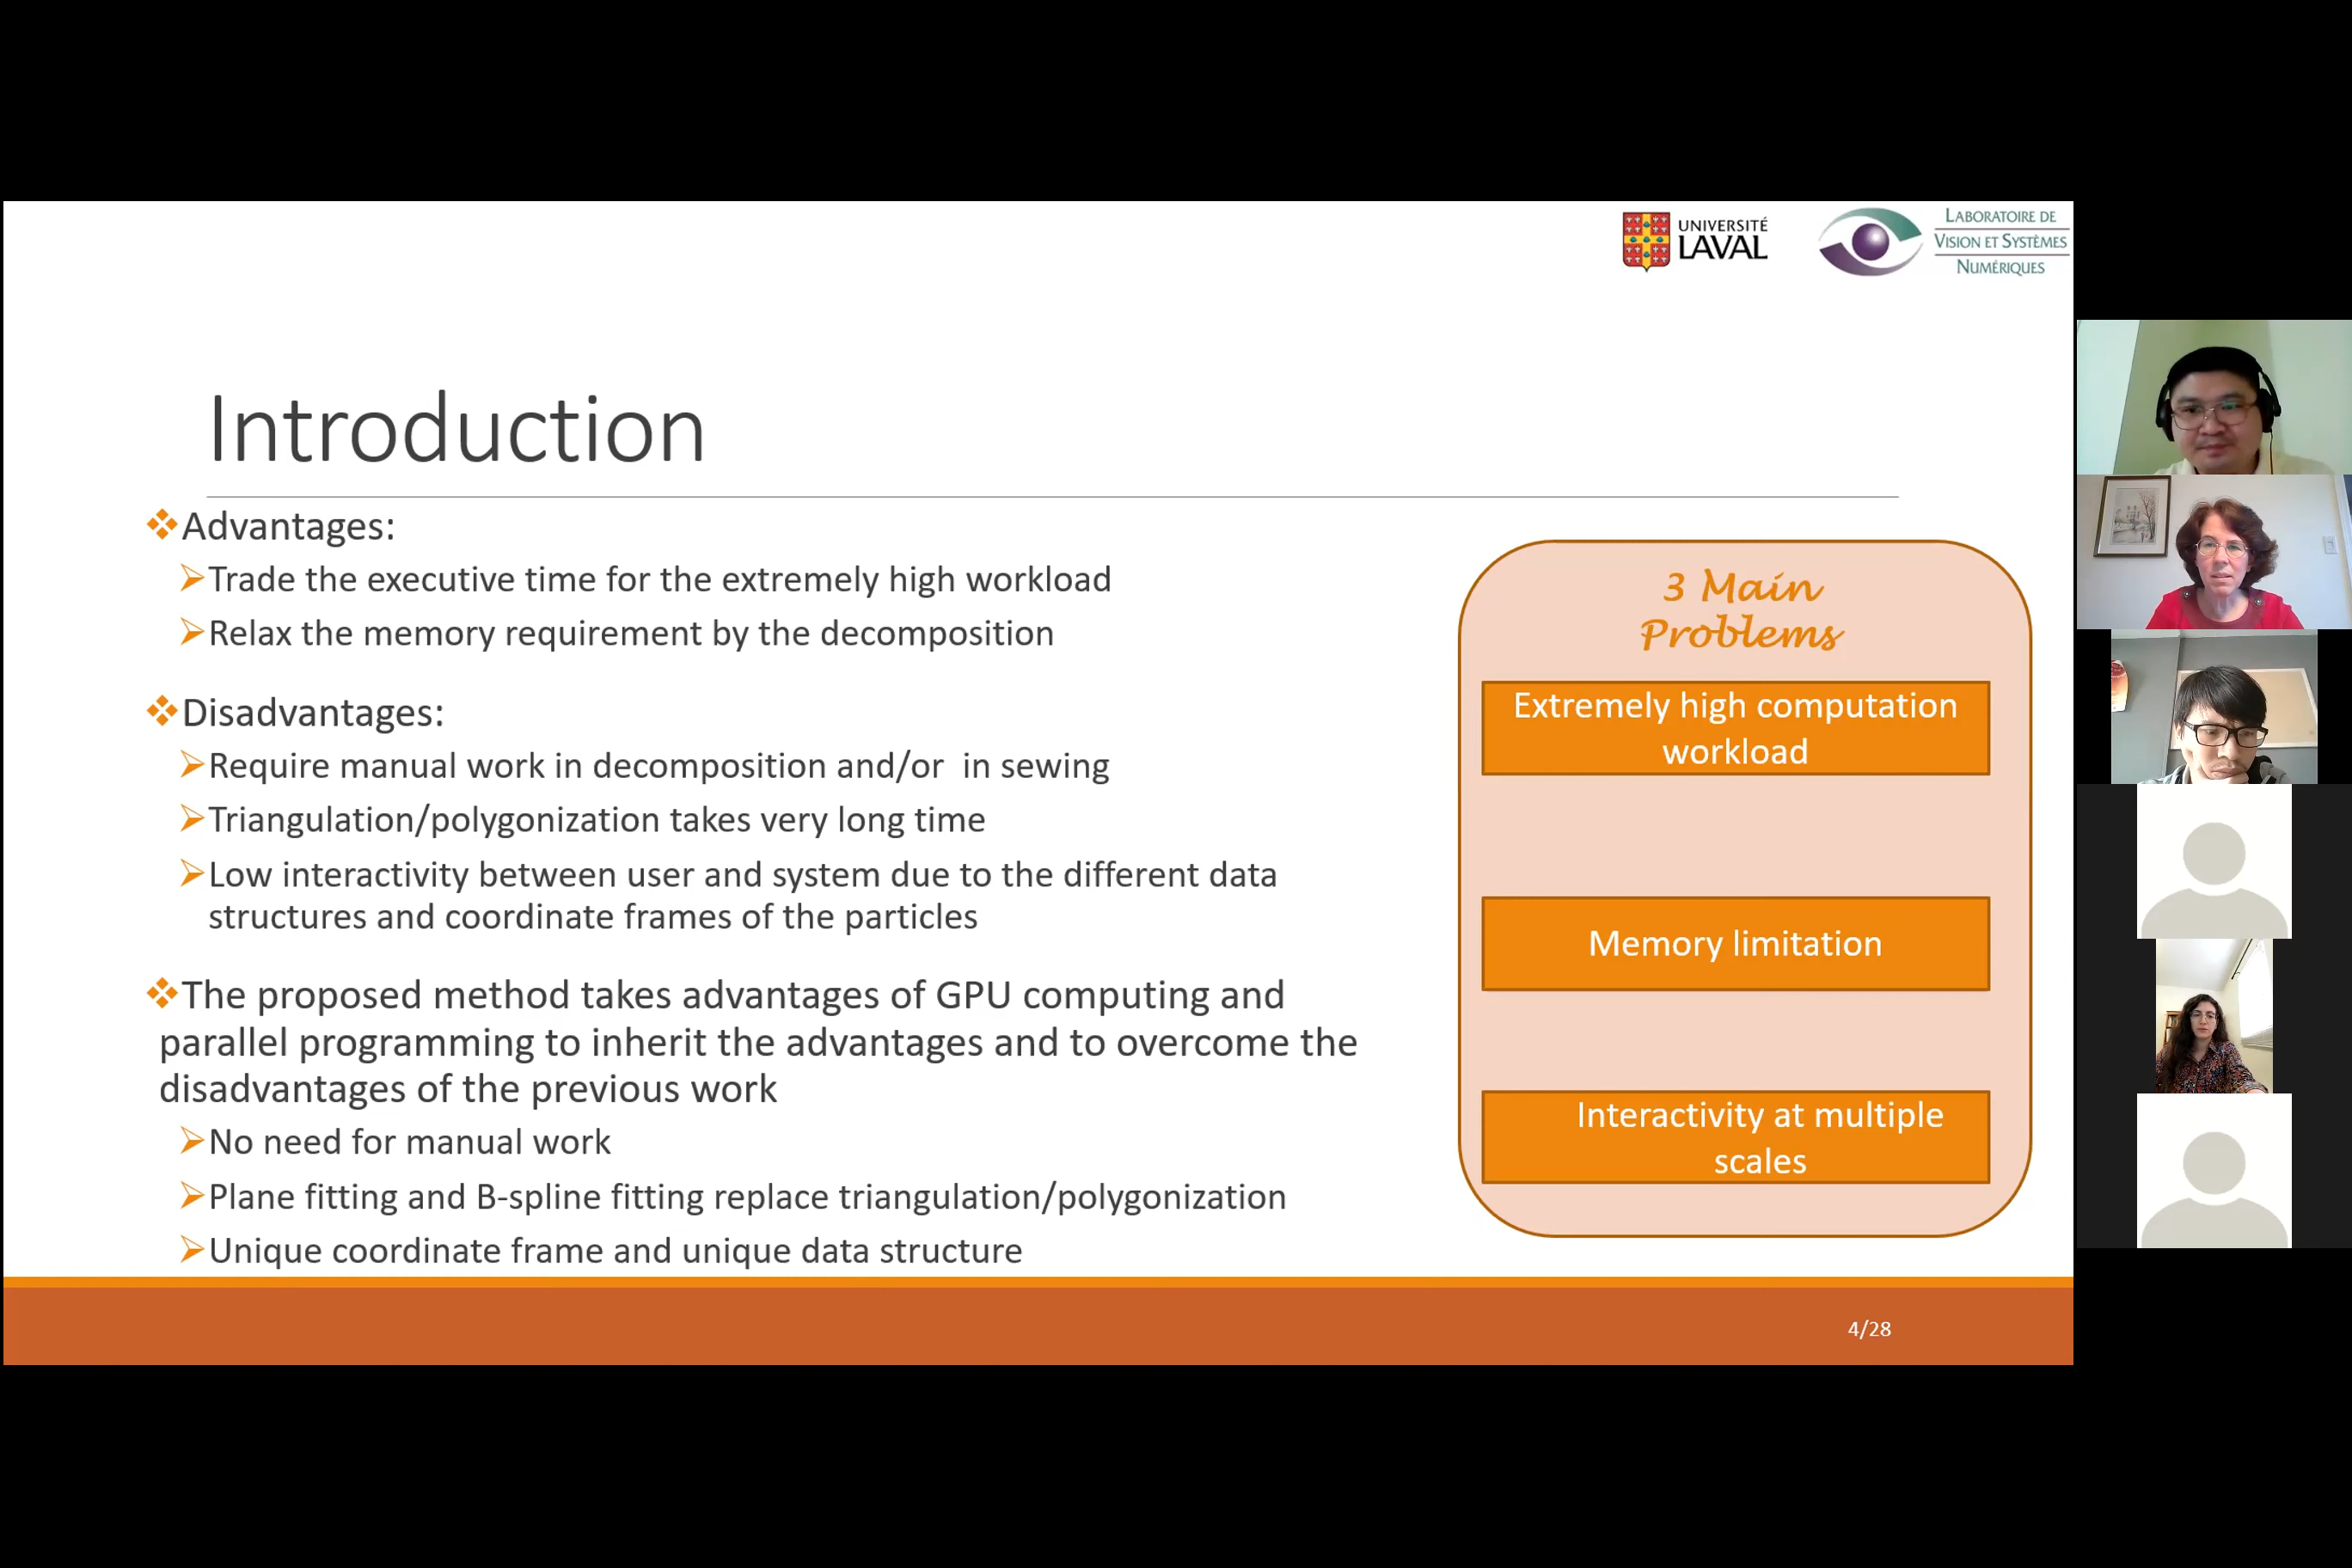 UNIVERSITÉ
LAVAL
LABORATOIRE DE
VISION ET SYSTÈMES
NUMÉRIQUES
Introduction
Advantages:
Trade the executive time for the extremely high workload
Relax the memory requirement by the decomposition
Disadvantages:
Require manual work in decomposition and/or  in sewing
Triangulation/polygonization takes very long time
Low interactivity between user and system due to the different data
structures and coordinate frames of the particles
The proposed method takes advantages of GPU computing and
parallel programming to inherit the advantages and to overcome the
disadvantages of the previous work
No need for manual work
Plane fitting and B-spline fitting replace triangulation/polygonization
Unique coordinate frame and unique data structure
3 Main
Problems
Extremely high computation
workload
Memory limitation
Interactivity at multiple
scales
4/28